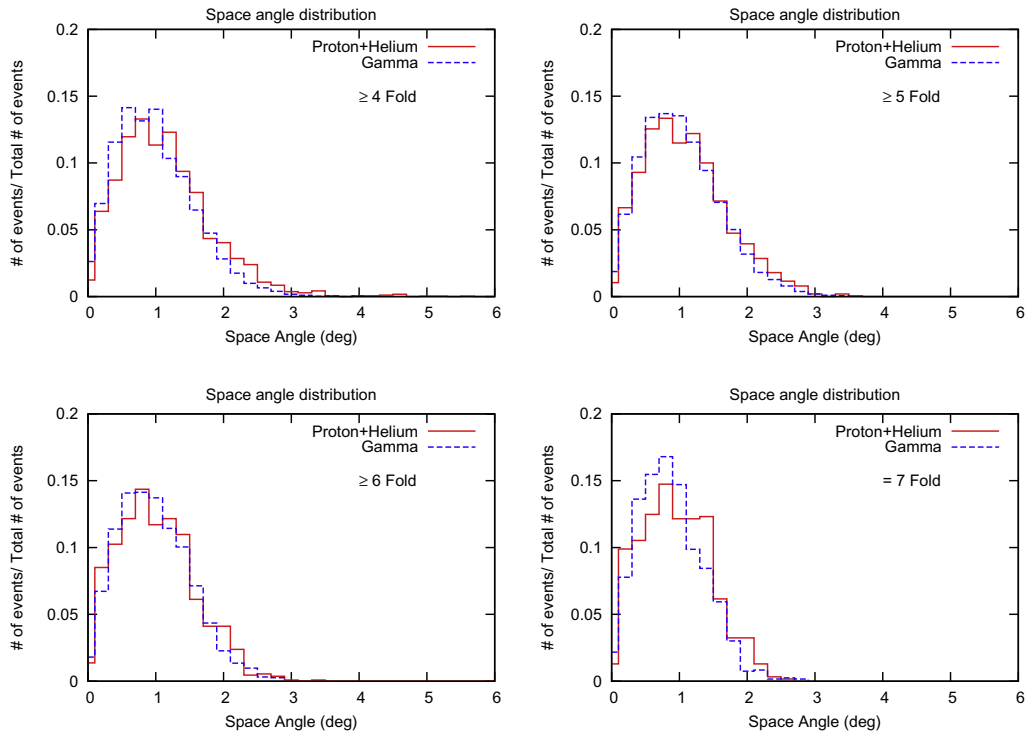 Space angle distribution
0.2
0.15
0.1
0.05
0
# of events/ Total # of events
Proton+Helium
Gamma
≥ 4 Fold
0 1 2 3 4 5 6
Space Angle (deg)
Space angle distribution
0.2
0.15
0.1
0.05
0
# of events/ Total # of events
Proton+Helium
Gamma
≥ 5 Fold
0 1 2 3 4 5 6
Space Angle (deg)
Space angle distribution
0.2
0.15
0.1
0.05
0
# of events/ Total # of events
Proton+Helium
Gamma
≥ 6 Fold
0 1 2 3 4 5 6
Space Angle (deg)
Space angle distribution
0.2
0.15
0.1
0.05
0
# of events/ Total # of events
Proton+Helium
Gamma
= 7 Fold
0 1 2 3 4 5 6
Space Angle (deg)